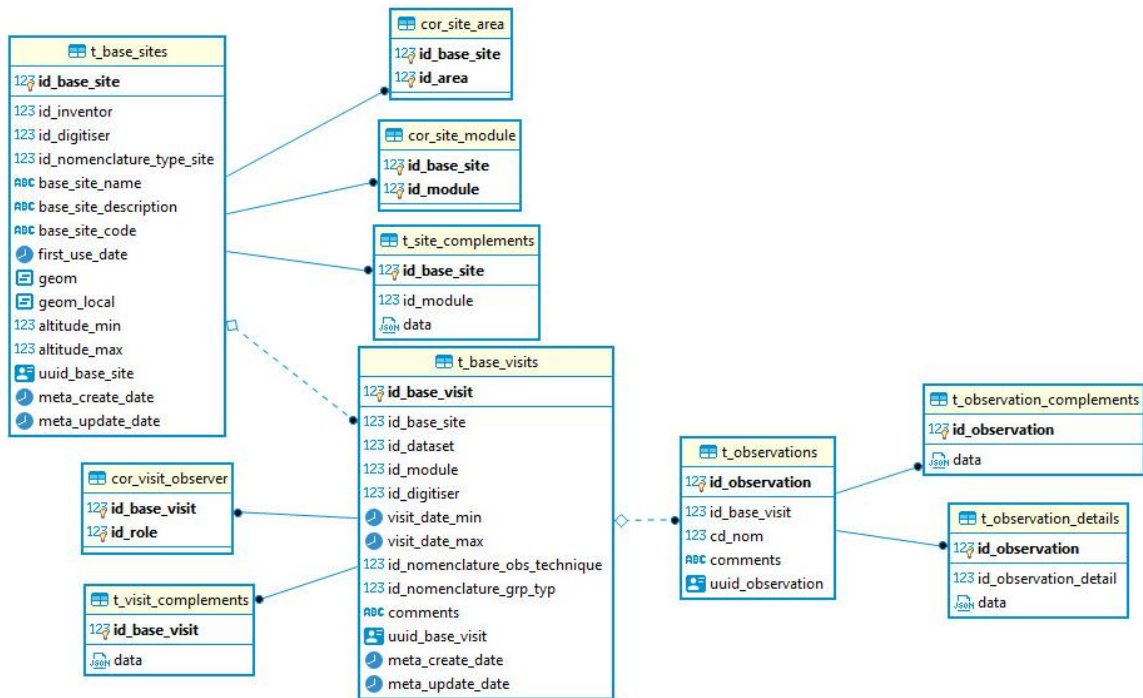 t_base_sites
123 id_base_site
123 id_inventor
123 id_digitiser
123 id_nomenclature_type_site
ABC base_site_name
ABC base_site_description
ABC base_site_code
first_use_date
geom
geom_local
123 altitude_min
123 altitude_max
uuid_base_site
meta_create_date
meta_update_date
cor_site_area
123 id_base_site
123 id_area
cor_site_module
123 id_base_site
123 id_module
t_site_complements
123 id_base_site
123 id_module
JSON data
t_base_visits
123 id_base_visit
123 id_base_site
123 id_dataset
123 id_module
123 id_digitiser
visit_date_min
visit_date_max
123 id_nomenclature_obs_technique
123 id_nomenclature_grp_typ
ABC comments
uuid_base_visit
meta_create_date
meta_update_date
cor_visit_observer
123 id_base_visit
123 id_role
t_visit_complements
123 id_base_visit
JSON data
t_observations
123 id_observation
123 id_base_visit
123 cd_nom
ABC comments
uuid_observation
t_observation_complements
123 id_observation
JSON data
t_observation_details
123 id_observation
123 id_observation_detail
JSON data